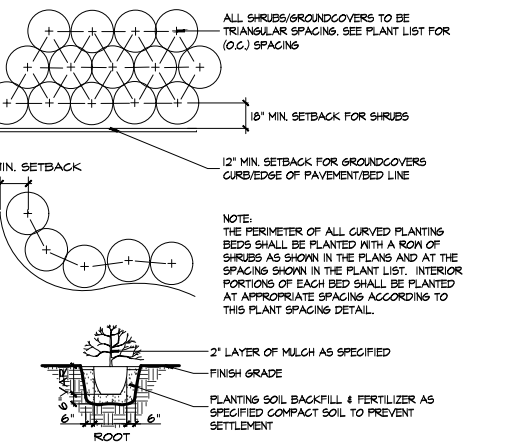 ALL SHRUBS/GROUNDCOVERS TO BE
TRIANGULAR SPACING, SEE PLANT LIST FOR
(O.C.) SPACING
18" MIN. SETBACK FOR SHRUBS
12" MIN. SETBACK FOR GROUNDCOVERS
CURB/EDGE OF PAVEMENT/BED LINE
MIN. SETBACK
NOTE:
THE PERIMETER OF ALL CURVED PLANTING
BEDS SHALL BE PLANTED WITH A ROW OF
SHRUBS AS SHOWN IN THE PLANS AND AT THE
SPACING SHOWN IN THE PLANT LIST. INTERIOR
PORTIONS OF EACH BED SHALL BE PLANTED
AT APPROPRIATE SPACING ACCORDING TO
THIS PLANT SPACING DETAIL.
2" LAYER OF MULCH AS SPECIFIED
FINISH GRADE
PLANTING SOIL BACKFILL & FERTILIZER AS
SPECIFIED COMPACT SOIL TO PREVENT
SETTLEMENT
6" VAR.
6"
6"
ROOT